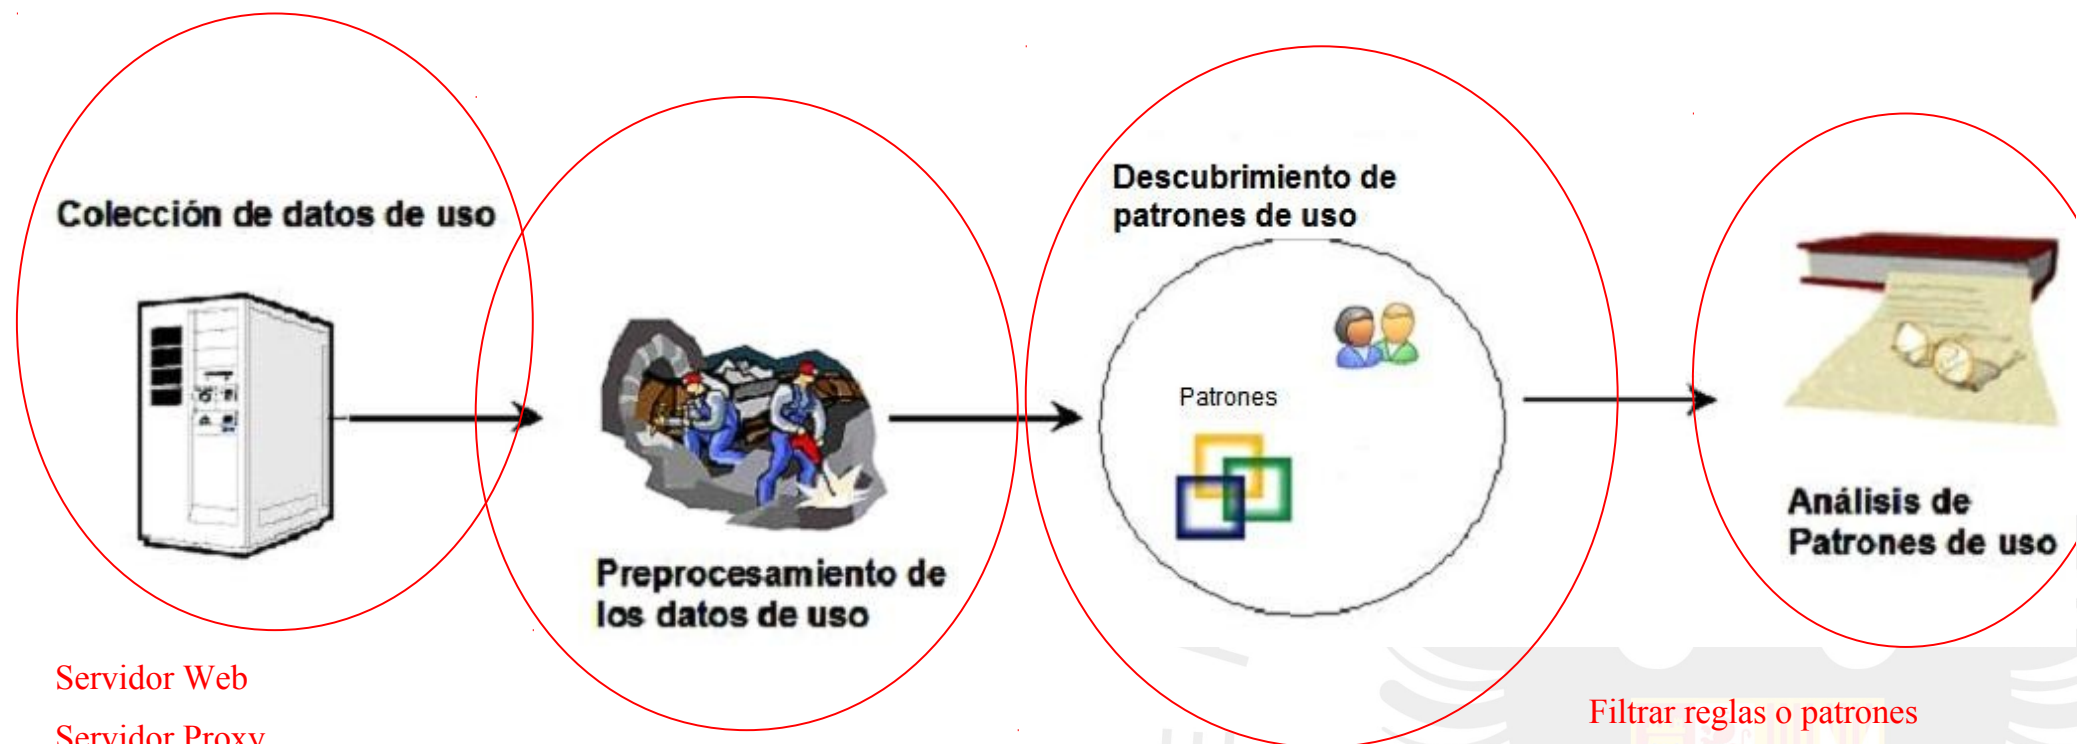 Colección de datos de uso
Preprocesamiento de
los datos de uso
Descubrimiento de
patrones de uso
Patrones
Análisis de
Patrones de uso
Servidor Web
Servidor Proxy
Filtrar reglas o patrones